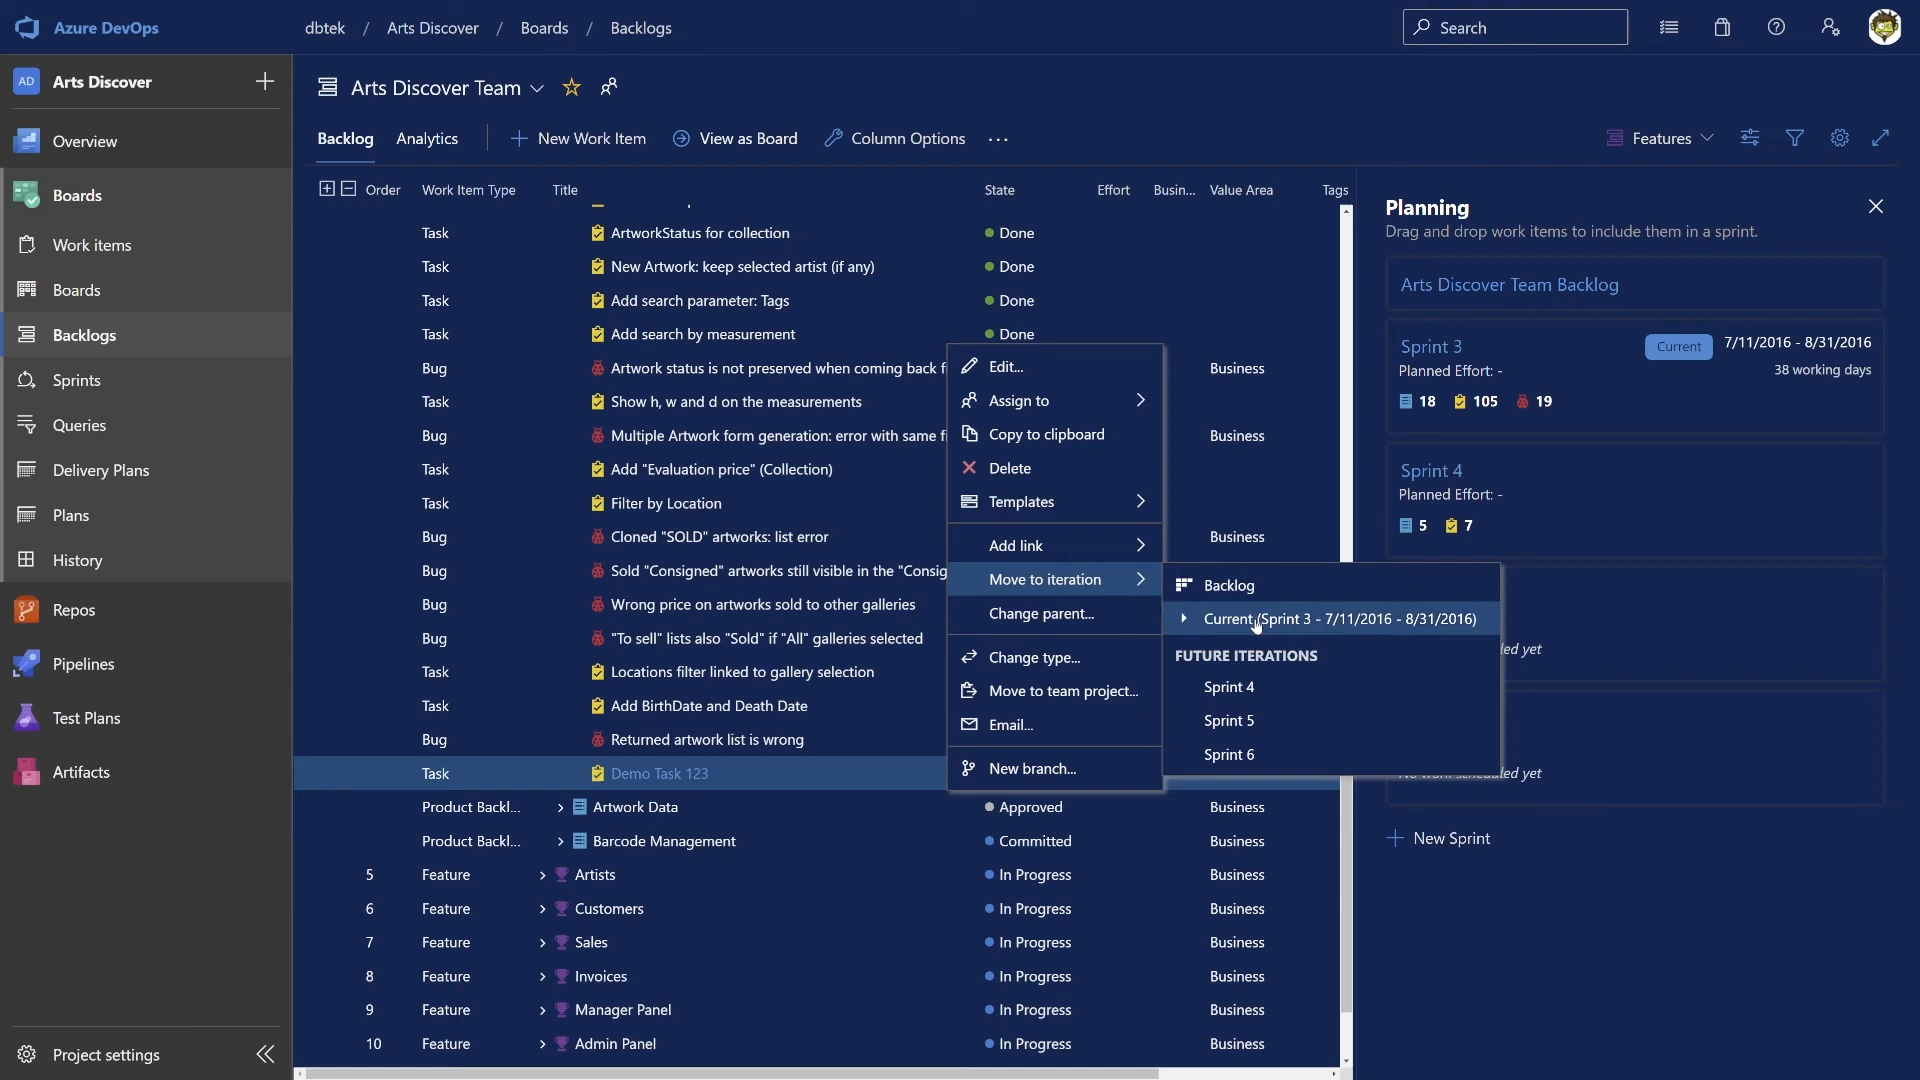 Azure DevOps
dbtek / Arts Discover / Boards / Backlogs
Search
AD Arts Discover
Overview
Boards
Work items
Boards
Backlogs
Sprints
Queries
Delivery Plans
Plans
History
Repos
Pipelines
Test Plans
Artifacts
Project settings
Arts Discover Team
Backlog Analytics New Work Item View as Board Column Options
Features
Order Work Item Type Title State Effort Busin... Value Area Tags
Task ArtworkStatus for collection Done
Task New Artwork: keep selected artist (if any) Done
Task Add search parameter: Tags Done
Task Add search by measurement Done
Bug Artwork status is not preserved when coming back f Business
Task Show h, w and d on the measurements
Bug Multiple Artwork form generation: error with same fi Business
Task Add "Evaluation price" (Collection)
Task Filter by Location
Bug Cloned "SOLD" artworks: list error Business
Bug Sold "Consigned" artworks still visible in the "Consig
Bug Wrong price on artworks sold to other galleries
Bug "To sell" lists also "Sold" if "All" galleries selected
Task Locations filter linked to gallery selection
Task Add BirthDate and Death Date
Bug Returned artwork list is wrong
Task Demo Task 123
Product Backl... Artwork Data Approved Business
Product Backl... Barcode Management Committed Business
5 Feature Artists In Progress Business
6 Feature Customers In Progress Business
7 Feature Sales In Progress Business
8 Feature Invoices In Progress Business
9 Feature Manager Panel In Progress Business
10 Feature Admin Panel In Progress Business
Edit...
Assign to
Copy to clipboard
Delete
Templates
Add link
Move to iteration
Change parent...
Change type...
Move to team project...
Email...
New branch...
Backlog
Current (Sprint 3 - 7/11/2016 - 8/31/2016)
FUTURE ITERATIONS
Sprint 4
Sprint 5
Sprint 6
Planning
Drag and drop work items to include them in a sprint.
Arts Discover Team Backlog
Sprint 3 Current 7/11/2016 - 8/31/2016
Planned Effort: - 38 working days
18 105 19
Sprint 4
Planned Effort: -
5 7
led yet
yet
New Sprint